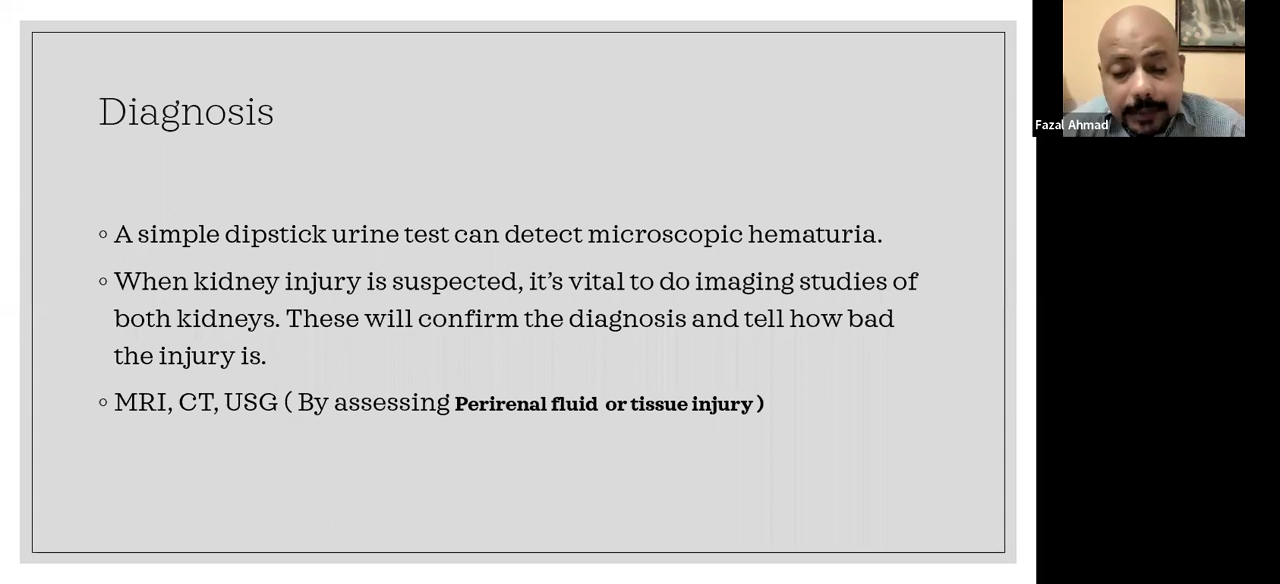 Diagnosis
◦ A simple dipstick urine test can detect microscopic hematuria.
◦ When kidney injury is suspected, it’s vital to do imaging studies of
both kidneys. These will confirm the diagnosis and tell how bad
the injury is.
◦ MRI, CT, USG ( By assessing Perirenal fluid or tissue injury )
Fazal Ahmad